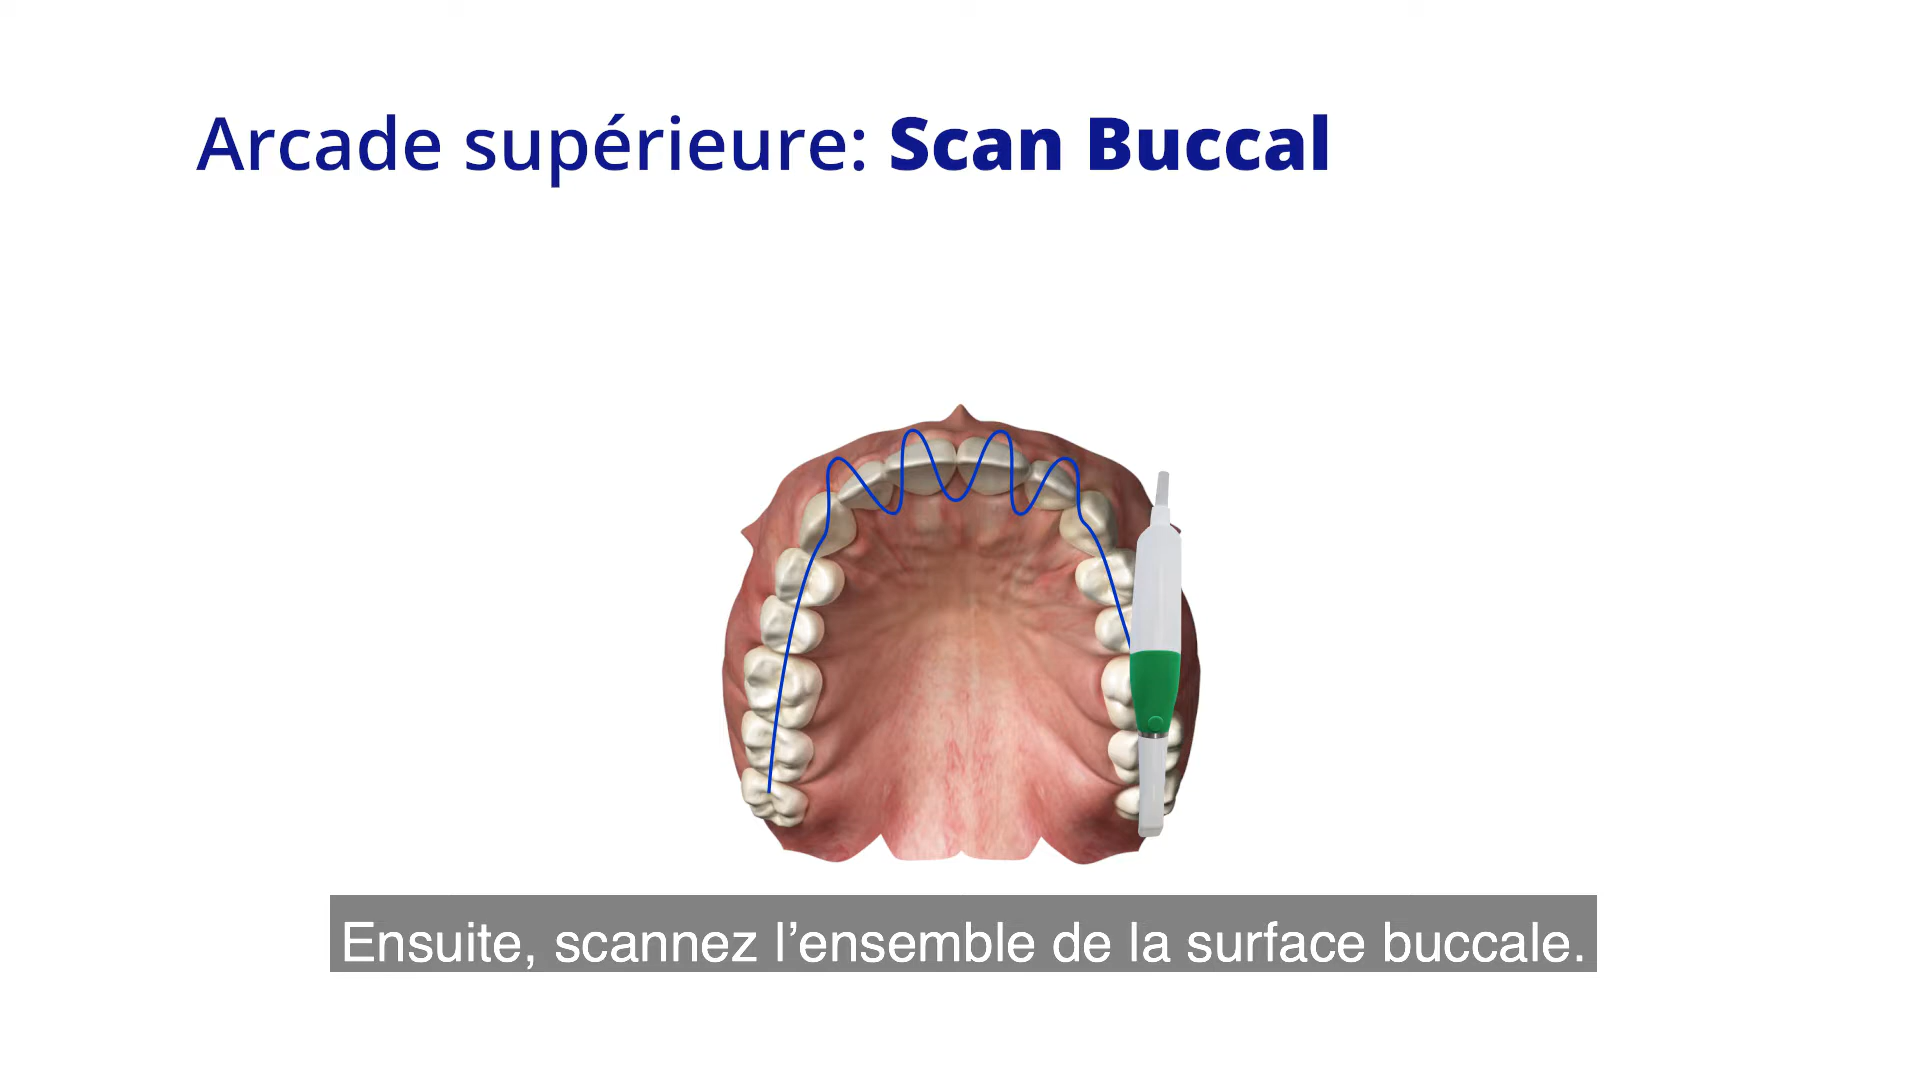 Arcade supérieure: Scan Buccal
Ensuite, scannez l’ensemble de la surface buccale.